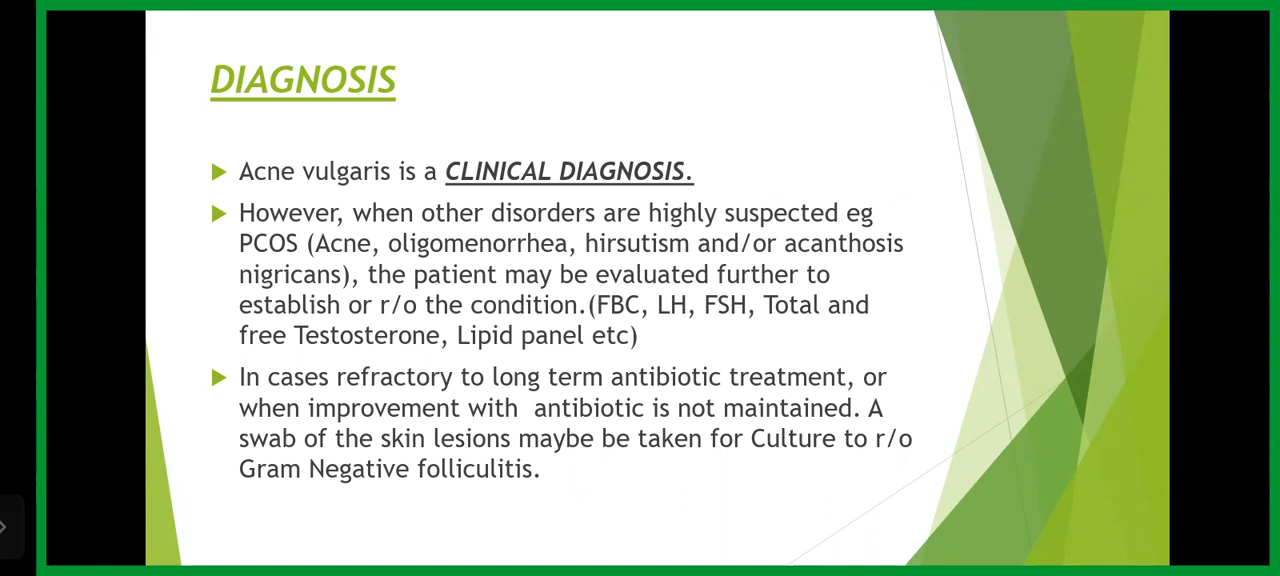 DIAGNOSIS
Acne vulgaris is a CLINICAL DIAGNOSIS.
However, when other disorders are highly suspected eg
PCOS (Acne, oligomenorrhea, hirsutism and/or acanthosis
nigricans), the patient may be evaluated further to
establish or r/o the condition.(FBC, LH, FSH, Total and
free Testosterone, Lipid panel etc)
In cases refractory to long term antibiotic treatment, or
when improvement with  antibiotic is not maintained. A
swab of the skin lesions maybe be taken for Culture to r/o
Gram Negative folliculitis.